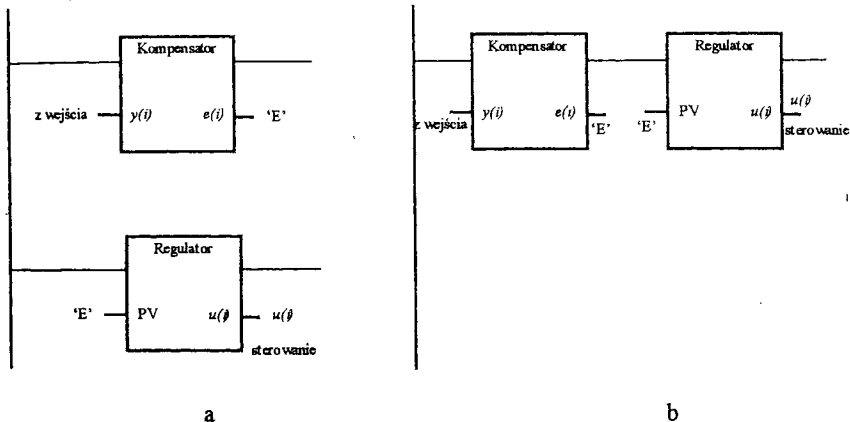 Kompensator
z wejścia y(i) e(i) 'E'
Regulator
'E' PV u(i) u(i)
sterowanie
a
Kompensator Regulator
z wejścia y(i) e(i) 'E' 'E' PV u(i) u(i)
sterowanie
b